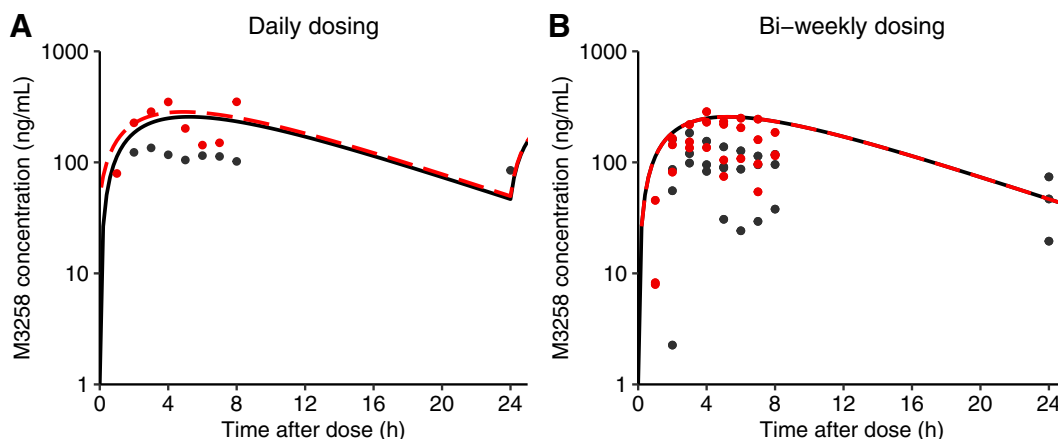 A
Daily dosing
M3258 concentration (ng/mL)
1000
100
10
1
0 4 8 12 16 20 24
Time after dose (h)
B
Bi−weekly dosing
M3258 concentration (ng/mL)
1000
100
10
1
0 4 8 12 16 20 24
Time after dose (h)